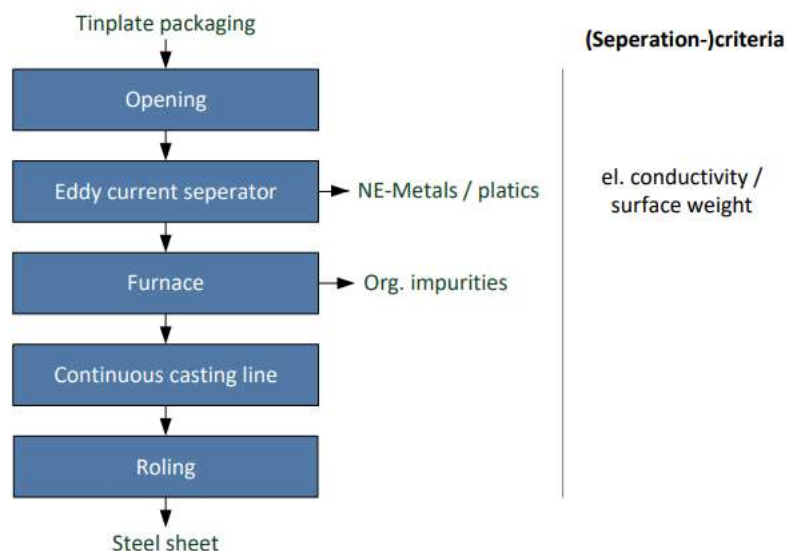 Tinplate packaging
(Seperation-)criteria
Opening
Eddy current seperator
NE-Metals / platics
el. conductivity /
surface weight
Furnace
Org. impurities
Continuous casting line
Roling
Steel sheet